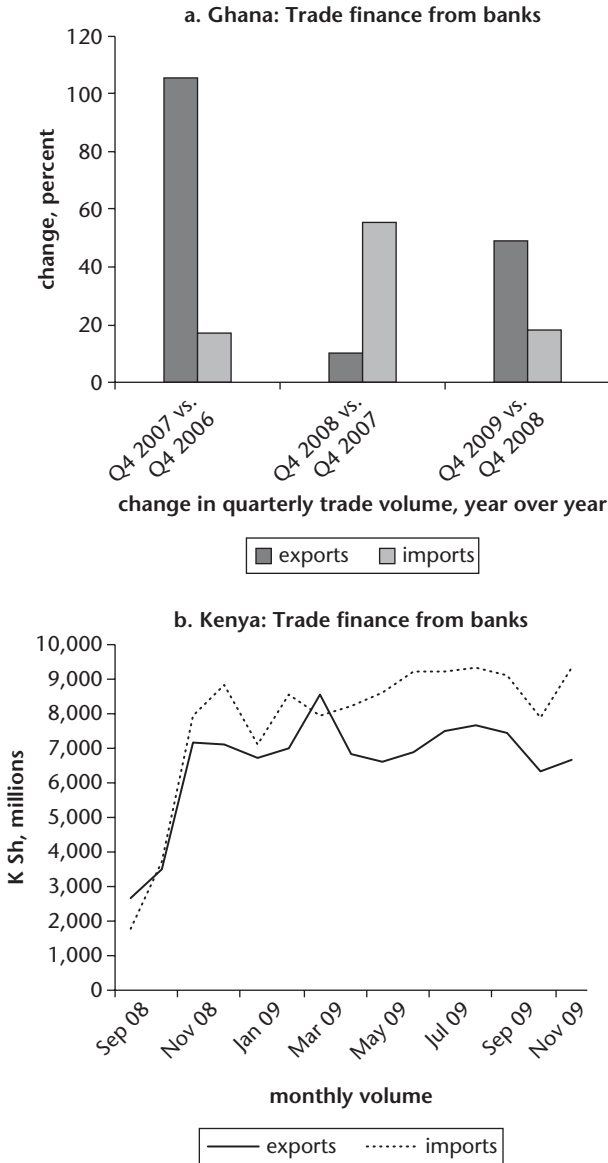 a. Ghana: Trade finance from banks
120
100
80
60
40
20
0
change, percent
Q4 2007 vs.
Q4 2006
Q4 2008 vs.
Q4 2007
Q4 2009 vs.
Q4 2008
change in quarterly trade volume, year over year
exports imports
b. Kenya: Trade finance from banks
10,000
9,000
8,000
7,000
6,000
5,000
4,000
3,000
2,000
1,000
0
K Sh, millions
Sep 08
Nov 08
Jan 09
Mar 09
May 09
Jul 09
Sep 09
Nov 09
monthly volume
exports imports